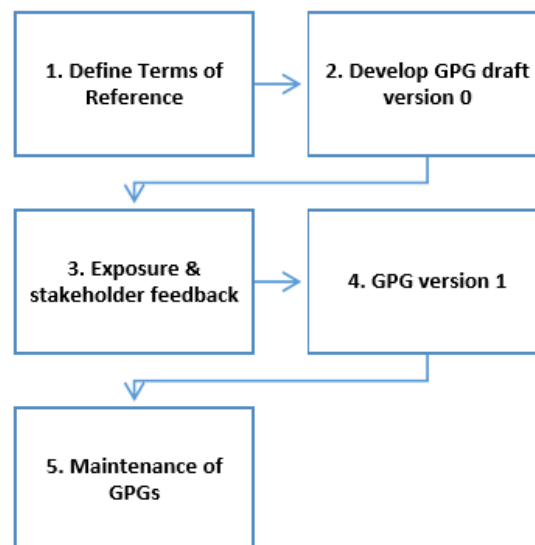 1. Define Terms of
Reference
2. Develop GPG draft
version 0
3. Exposure &
stakeholder feedback
4. GPG version 1
5. Maintenance of
GPGs